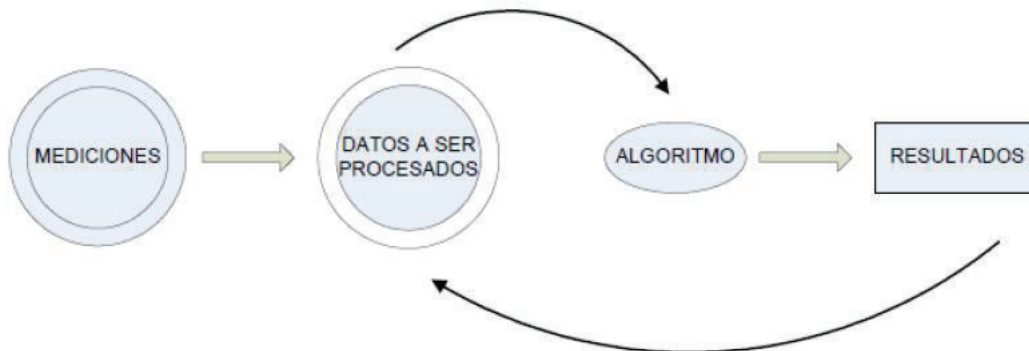 MEDICIONES
DATOS A SER
PROCESADOS
ALGORITMO
RESULTADOS